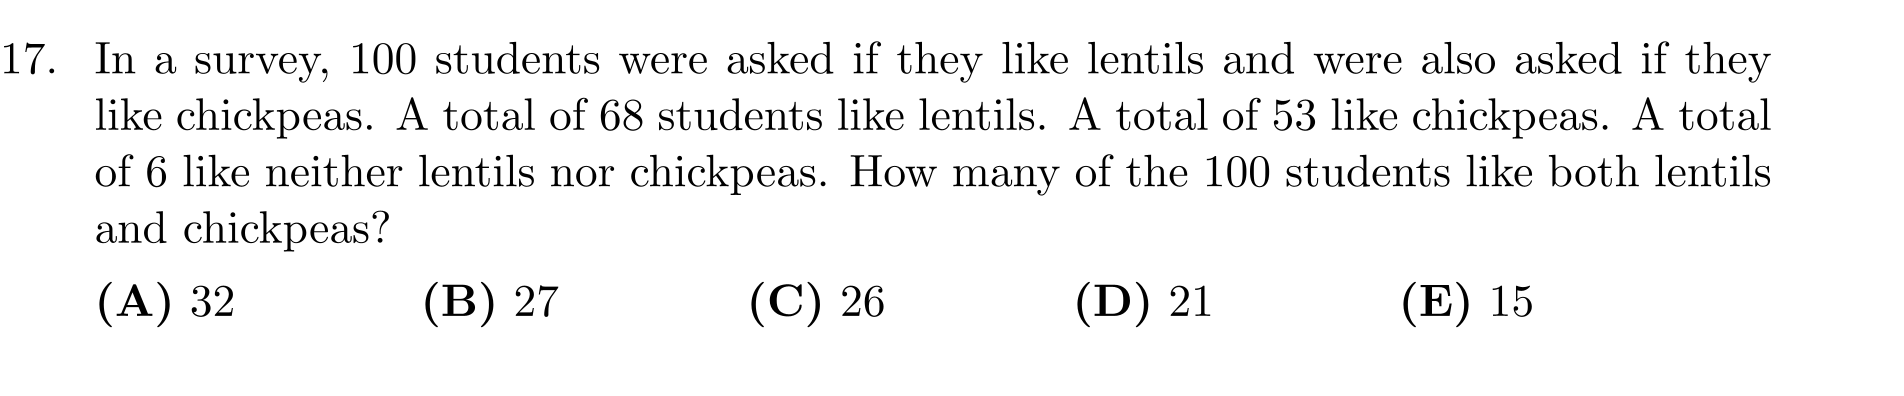 17. In a survey, 100 students were asked if they like lentils and were also asked if they
like chickpeas. A total of 68 students like lentils. A total of 53 like chickpeas. A total
of 6 like neither lentils nor chickpeas. How many of the 100 students like both lentils
and chickpeas?
(A) 32 (B) 27 (C) 26 (D) 21 (E) 15